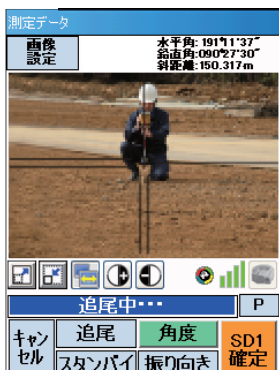 測定データ
画像
設定
水平角:191°11'37"
鉛直角:090°27'30"
斜距離:150.317m
追尾中・・・
P
キャン
セル
追尾
角度
SD1
確定
スタンバイ
振り向き